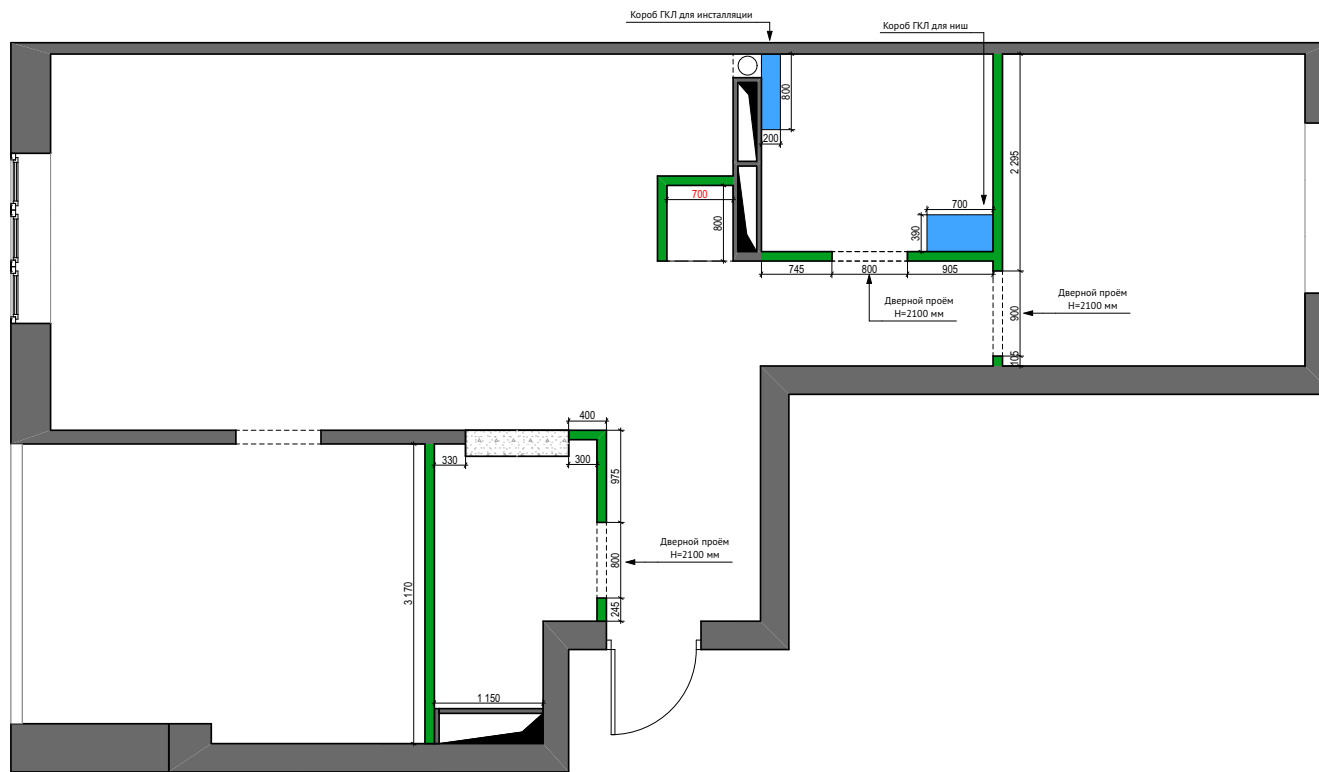 Короб ГКЛ для инсталляции
Короб ГКЛ для ниш
800
200
2 295
700
800
700
390
745
800
905
Дверной проём
H=2100 мм
Дверной проём
H=2100 мм
900
105
400
330
300
975
Дверной проём
H=2100 мм
800
3 170
245
1 150